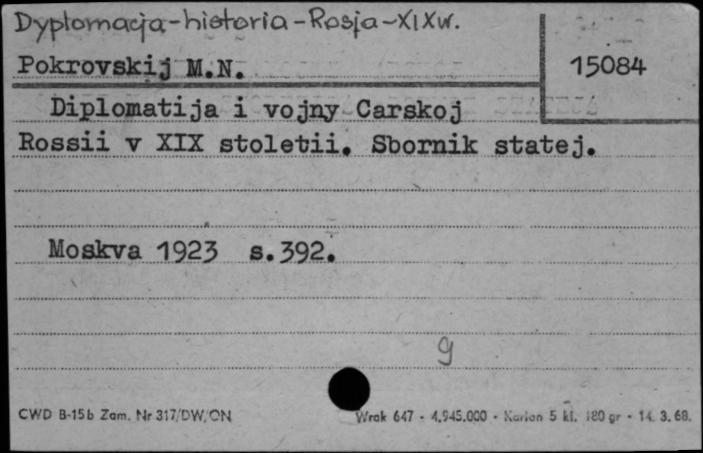 Dyplomacja-historia-Rosja-XIXw.
Pokrovskij M.N.
15084
Diplomatija i vojny Carskoj
Rossii v XIX stoletii. Sbornik statej.
Moskva 1923 s.392.
g
CWD B-15b Zam. Nr 317/DW/ON
Wrak 647 - 4.945.000 - Karton 5 kl. 180 gr - 14. 3. 68.